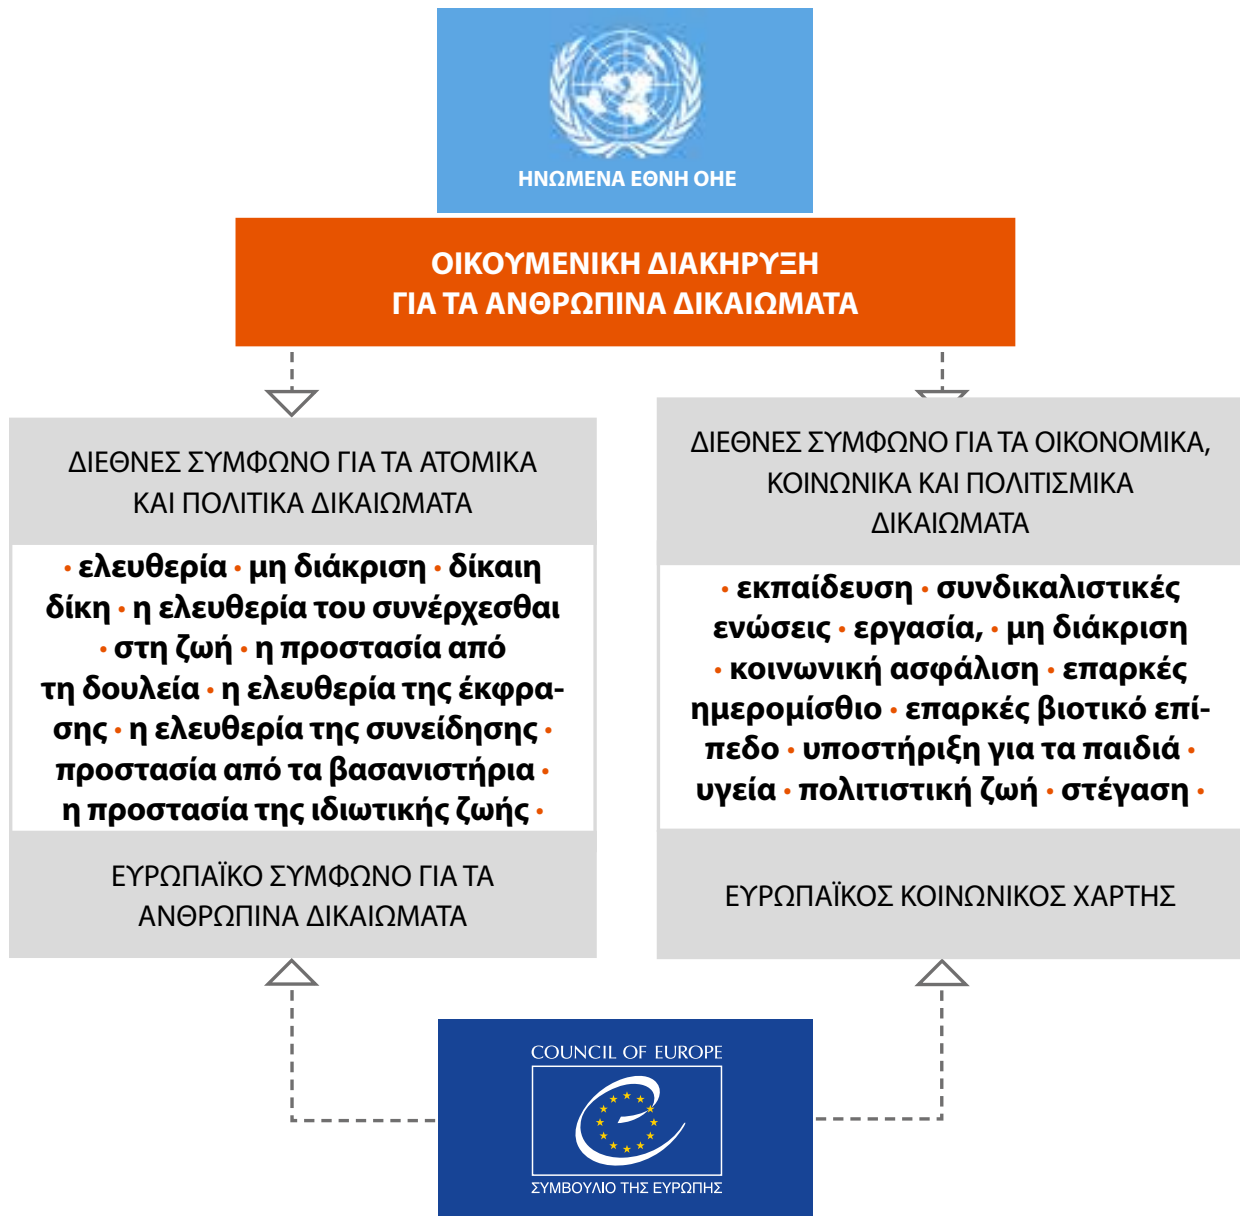 ΗΝΩΜΕΝΑ ΕΘΝΗ ΟΗΕ
ΟΙΚΟΥΜΕΝΙΚΗ ΔΙΑΚΗΡΥΞΗ
ΓΙΑ ΤΑ ΑΝΘΡΩΠΙΝΑ ΔΙΚΑΙΩΜΑΤΑ
ΔΙΕΘΝΕΣ ΣΥΜΦΩΝΟ ΓΙΑ ΤΑ ΑΤΟΜΙΚΑ
ΚΑΙ ΠΟΛΙΤΙΚΑ ΔΙΚΑΙΩΜΑΤΑ
· ελευθερία · μη διάκριση · δίκαιη
δίκη · η ελευθερία του συνέρχεσθαι
· στη ζωή · η προστασία από
τη δουλεία · η ελευθερία της έκφρα-
σης · η ελευθερία της συνείδησης ·
προστασία από τα βασανιστήρια ·
η προστασία της ιδιωτικής ζωής ·
ΕΥΡΩΠΑΪΚΟ ΣΥΜΦΩΝΟ ΓΙΑ ΤΑ
ΑΝΘΡΩΠΙΝΑ ΔΙΚΑΙΩΜΑΤΑ
ΔΙΕΘΝΕΣ ΣΥΜΦΩΝΟ ΓΙΑ ΤΑ ΟΙΚΟΝΟΜΙΚΑ,
ΚΟΙΝΩΝΙΚΑ ΚΑΙ ΠΟΛΙΤΙΣΜΙΚΑ
ΔΙΚΑΙΩΜΑΤΑ
· εκπαίδευση · συνδικαλιστικές
ενώσεις · εργασία, · μη διάκριση
· κοινωνική ασφάλιση · επαρκές
ημερομίσθιο · επαρκές βιοτικό επί-
πεδο · υποστήριξη για τα παιδιά ·
υγεία · πολιτιστική ζωή · στέγαση ·
ΕΥΡΩΠΑΪΚΟΣ ΚΟΙΝΩΝΙΚΟΣ ΧΑΡΤΗΣ
COUNCIL OF EUROPE
ΣΥΜΒΟΥΛΙΟ ΤΗΣ ΕΥΡΩΠΗΣ